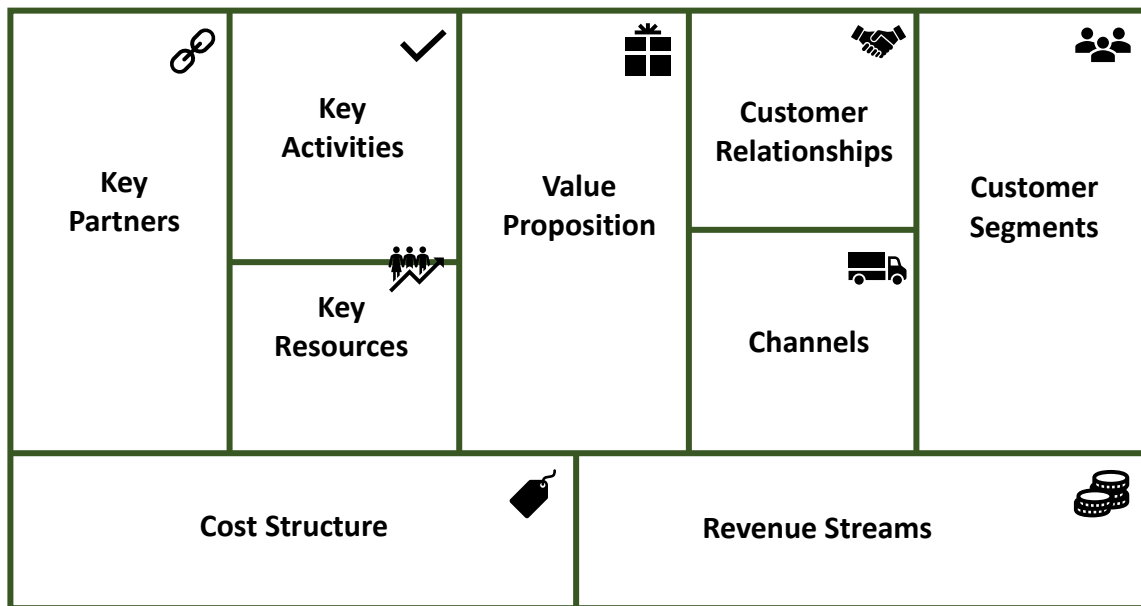 Key
Partners
Key
Activities
Key
Resources
Value
Proposition
Customer
Relationships
Channels
Customer
Segments
Cost Structure
Revenue Streams